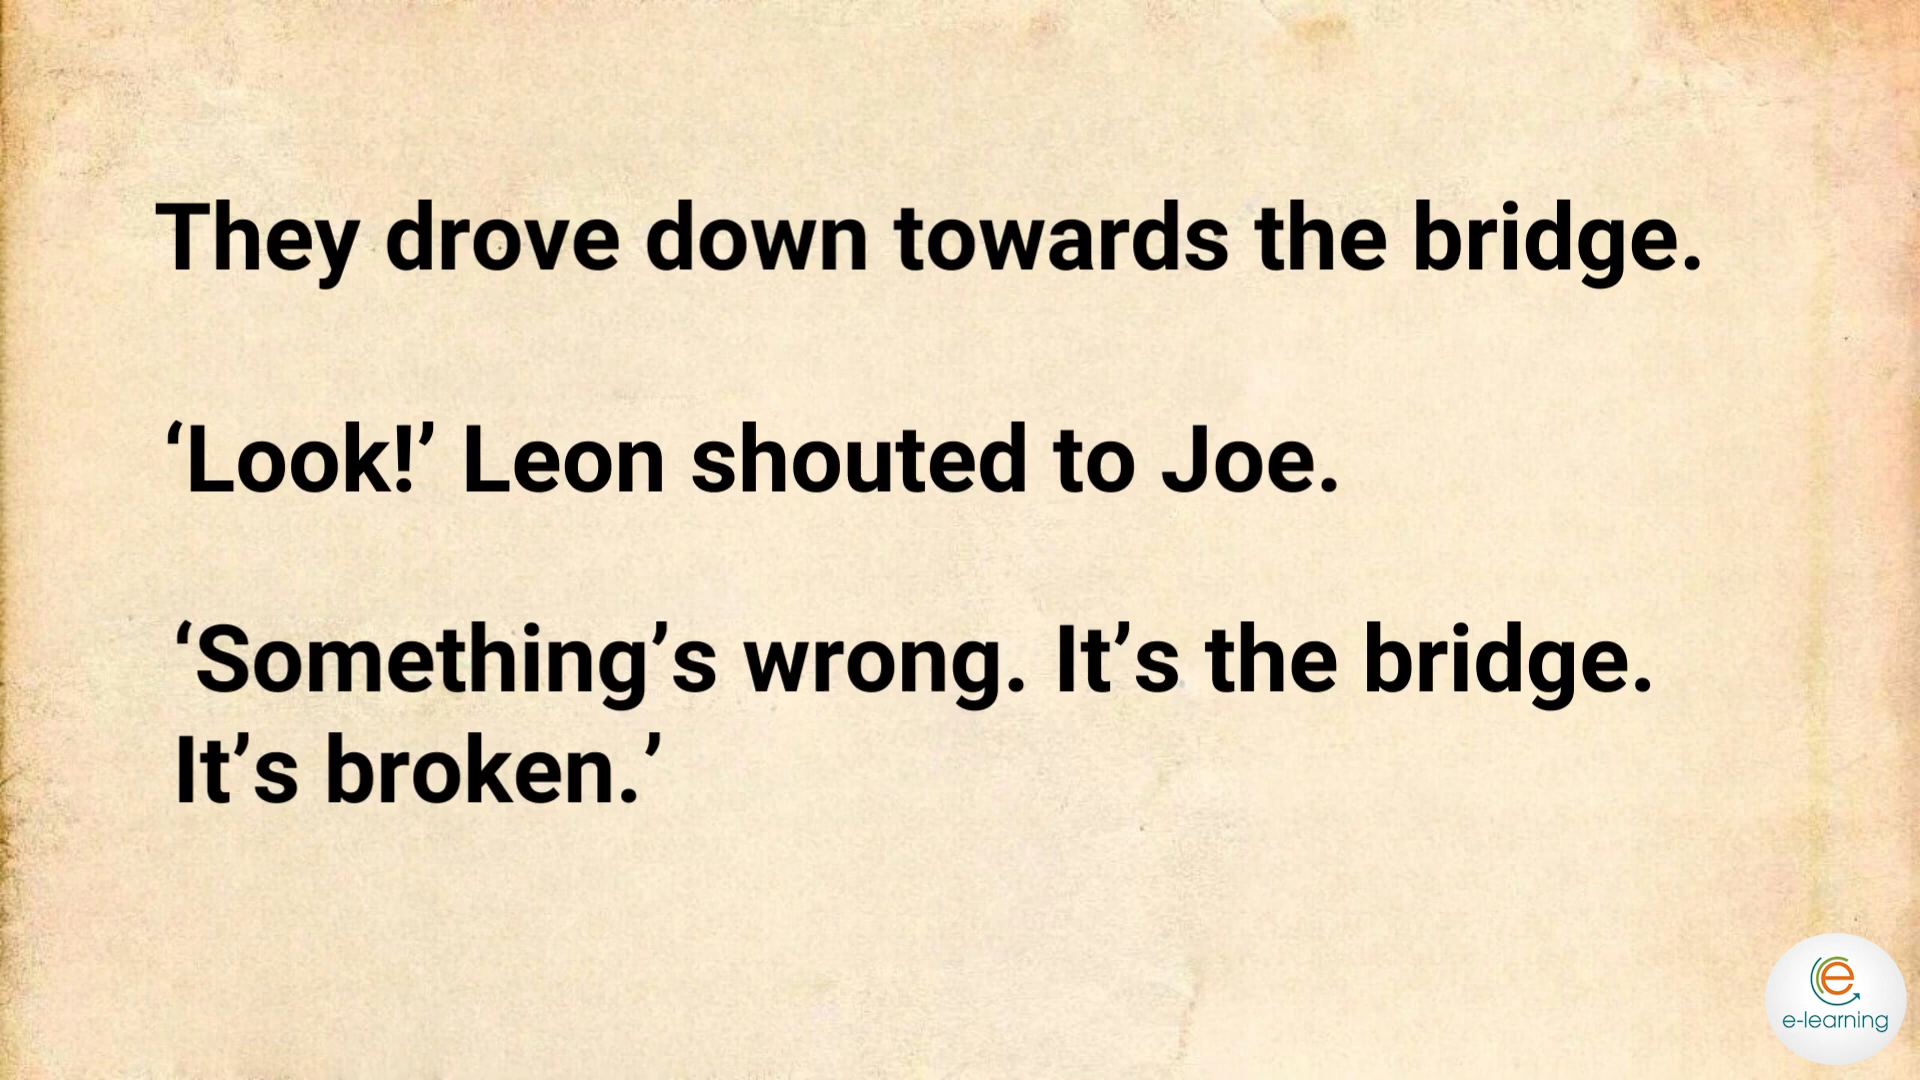 They drove down towards the bridge.
‘Look!’ Leon shouted to Joe.
‘Something’s wrong. It’s the bridge.
It’s broken.’
e
e-learning